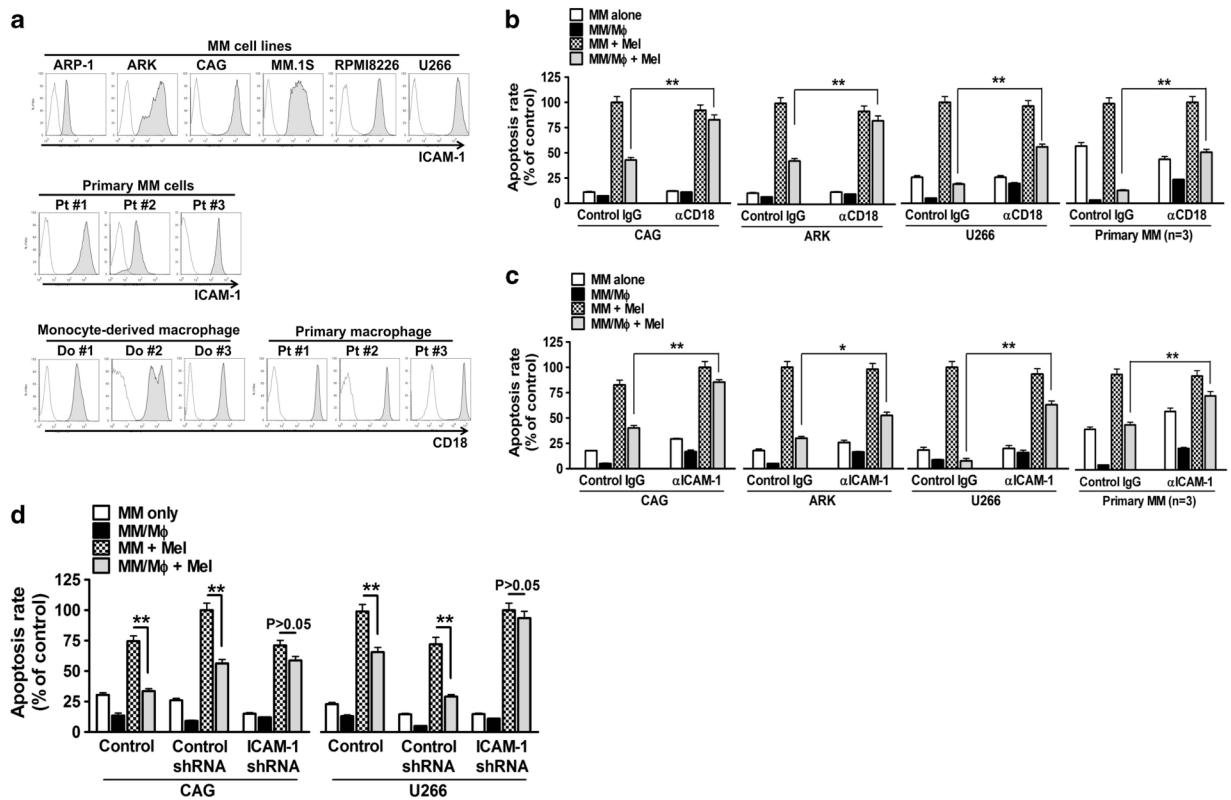 a
MM cell lines
ARP-1 ARK CAG MM.1S RPMI8226 U266
ICAM-1
Primary MM cells
Pt #1 Pt #2 Pt #3
ICAM-1
Monocyte-derived macrophage Primary macrophage
Do #1 Do #2 Do #3 Pt #1 Pt #2 Pt #3
CD18
b
MM alone
MM/Mϕ
MM + Mel
MM/Mϕ + Mel
Apoptosis rate
(% of control)
125
100
75
50
25
0
** ** ** **
Control IgG αCD18 Control IgG αCD18 Control IgG αCD18 Control IgG αCD18
CAG ARK U266 Primary MM (n=3)
c
MM alone
MM/Mϕ
MM + Mel
MM/Mϕ + Mel
Apoptosis rate
(% of control)
125
100
75
50
25
0
** * ** **
Control IgG αICAM-1 Control IgG αICAM-1 Control IgG αICAM-1 Control IgG αICAM-1
CAG ARK U266 Primary MM (n=3)
d
MM only
MM/Mϕ
MM + Mel
MM/Mϕ + Mel
Apoptosis rate
(% of control)
125
100
75
50
25
0
** ** P>0.05 ** ** P>0.05
Control Control shRNA ICAM-1 shRNA Control Control shRNA ICAM-1 shRNA
CAG U266